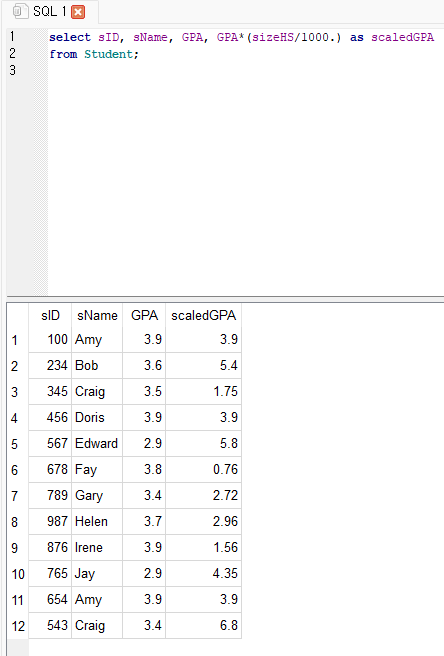 SQL 1
1 select sID, sName, GPA, GPA*(sizeHS/1000.) as scaledGPA
2 from Student;
3
sID sName GPA scaledGPA
1 100 Amy 3.9 3.9
2 234 Bob 3.6 5.4
3 345 Craig 3.5 1.75
4 456 Doris 3.9 3.9
5 567 Edward 2.9 5.8
6 678 Fay 3.8 0.76
7 789 Gary 3.4 2.72
8 987 Helen 3.7 2.96
9 876 Irene 3.9 1.56
10 765 Jay 2.9 4.35
11 654 Amy 3.9 3.9
12 543 Craig 3.4 6.8